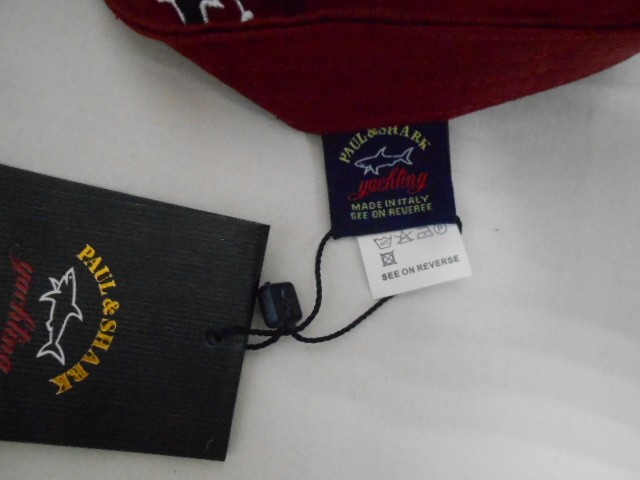 PAUL & SHARK
yachting
MADE IN ITALY
SEE ON REVEREE
SEE ON REVERSE
PAUL & SHARK
yachting